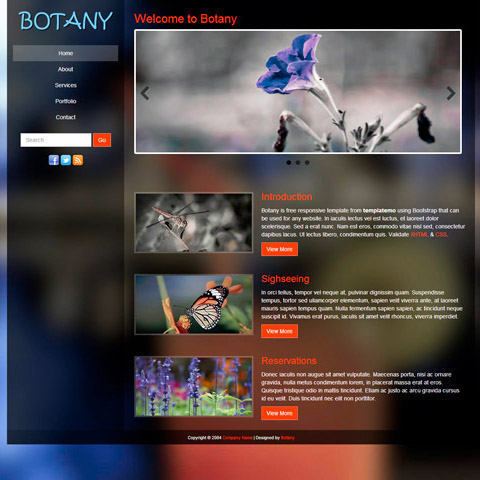 BOTANY
Home
About
Services
Portfolio
Contact
Search Go
Welcome to Botany
Introduction
Botany is free responsive template from templatemo using Bootstrap that can
be used for any website. In iaculis lectus vel est luctus, et laoreet dolor
scelerisque. Sed a erat nunc. Nam est eros, commodo vitae nisl sed, consectetur
dapibus lacus. Ut lectus libero, condimentum quis. Validate XHTML & CSS.
View More
Sighseeing
In orci tellus, tempor vel neque at, pulvinar dignissim quam. Suspendisse
tempus, tortor sed ullamcorper elementum, sapien velit viverra ante, at laoreet
mauris sapien tempus quam. Nulla fermentum sapien sapien, ac tincidunt neque
suscipit id. Vivamus erat purus, iaculis sit amet velit rhoncus, viverra imperdiet.
View More
Reservations
Donec iaculis non augue sit amet vulputate. Maecenas porta, nisi ac ornare
gravida, nulla metus condimentum lorem, in placerat massa erat at eros.
Quisque tristique odio in mattis tincidunt. Etiam ac justo ac arcu gravida cursus
id eu velit. Duis tincidunt nec elit non porttitor.
View More
Copyright © 2084 Company Name | Designed by Botany